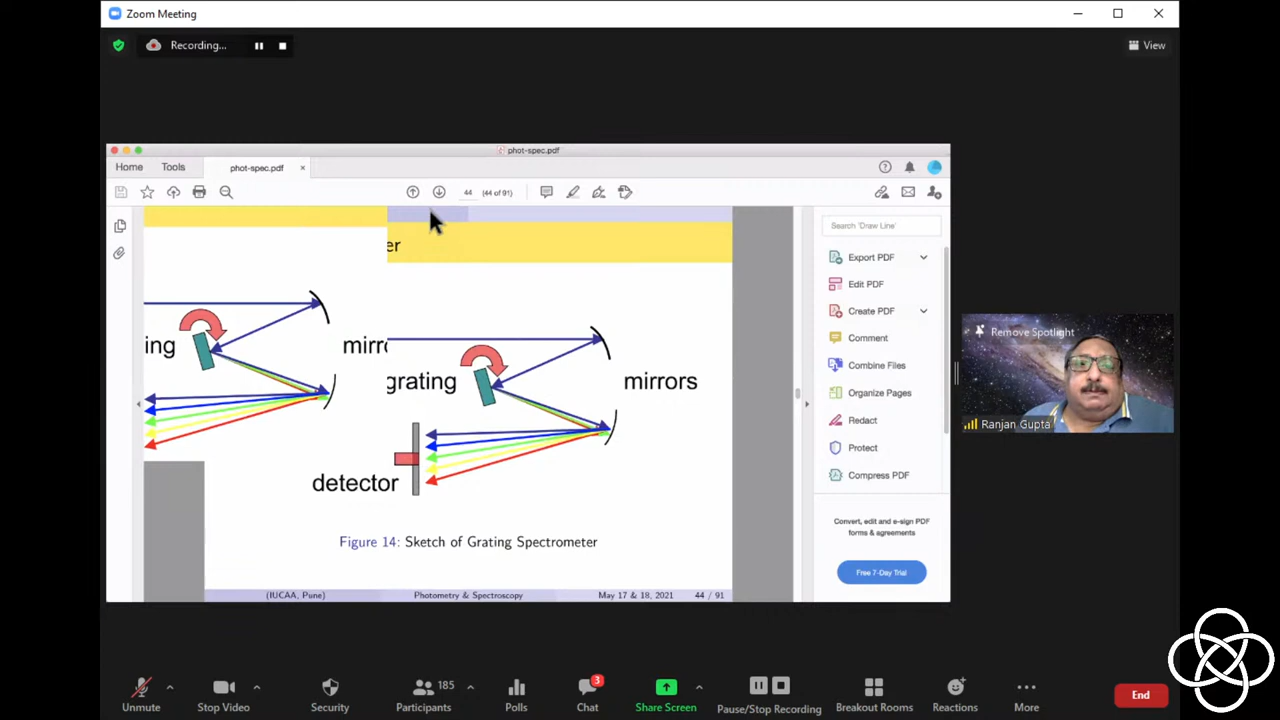 Zoom Meeting
Recording...
View
phot-spec.pdf
Home
Tools
phot-spec.pdf
44
(44 of 91)
er
Search 'Draw Line'
Export PDF
Edit PDF
Create PDF
Comment
Combine Files
Organize Pages
Redact
Protect
Compress PDF
Convert, edit and e-sign PDF
forms & agreements
Free 7-Day Trial
ing
mirro
grating
mirrors
detector
Figure 14: Sketch of Grating Spectrometer
(IUCAA, Pune)
Photometry & Spectroscopy
May 17 & 18, 2021
44 / 91
Remove Spotlight
Ranjan Gupta
Unmute
Stop Video
Security
185
Participants
Polls
3
Chat
Share Screen
Pause/Stop Recording
Breakout Rooms
Reactions
More
End